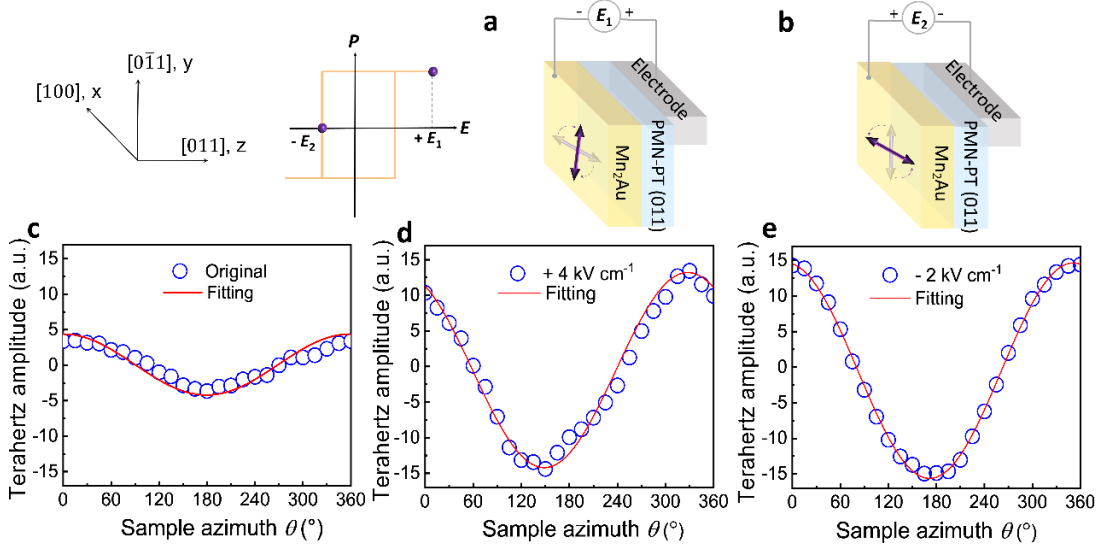 [01̅1], y
[100], x
[011], z
P
E
- E₂
+ E₁
a
- E₁ +
Electrode
PMN-PT (011)
Mn₂Au
b
+ E₂ -
Electrode
PMN-PT (011)
Mn₂Au
c
Terahertz amplitude (a.u.)
15
10
5
0
-5
-10
-15
Original
Fitting
0 60 120 180 240 300 360
Sample azimuth θ (°)
d
Terahertz amplitude (a.u.)
15
10
5
0
-5
-10
-15
+ 4 kV cm⁻¹
Fitting
0 60 120 180 240 300 360
Sample azimuth θ (°)
e
Terahertz amplitude (a.u.)
15
10
5
0
-5
-10
-15
- 2 kV cm⁻¹
Fitting
0 60 120 180 240 300 360
Sample azimuth θ (°)